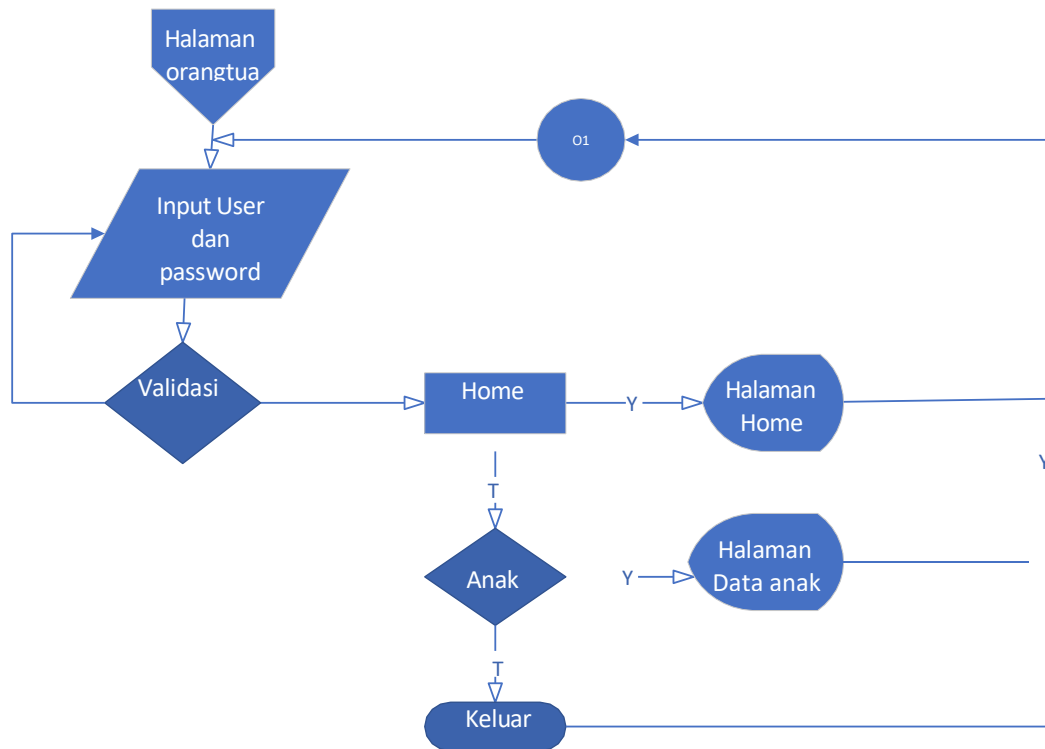 Halaman
orangtua
O1
Input User
dan
password
Validasi
Home
Y
Halaman
Home
Y
T
Anak
Y
Halaman
Data anak
T
Keluar